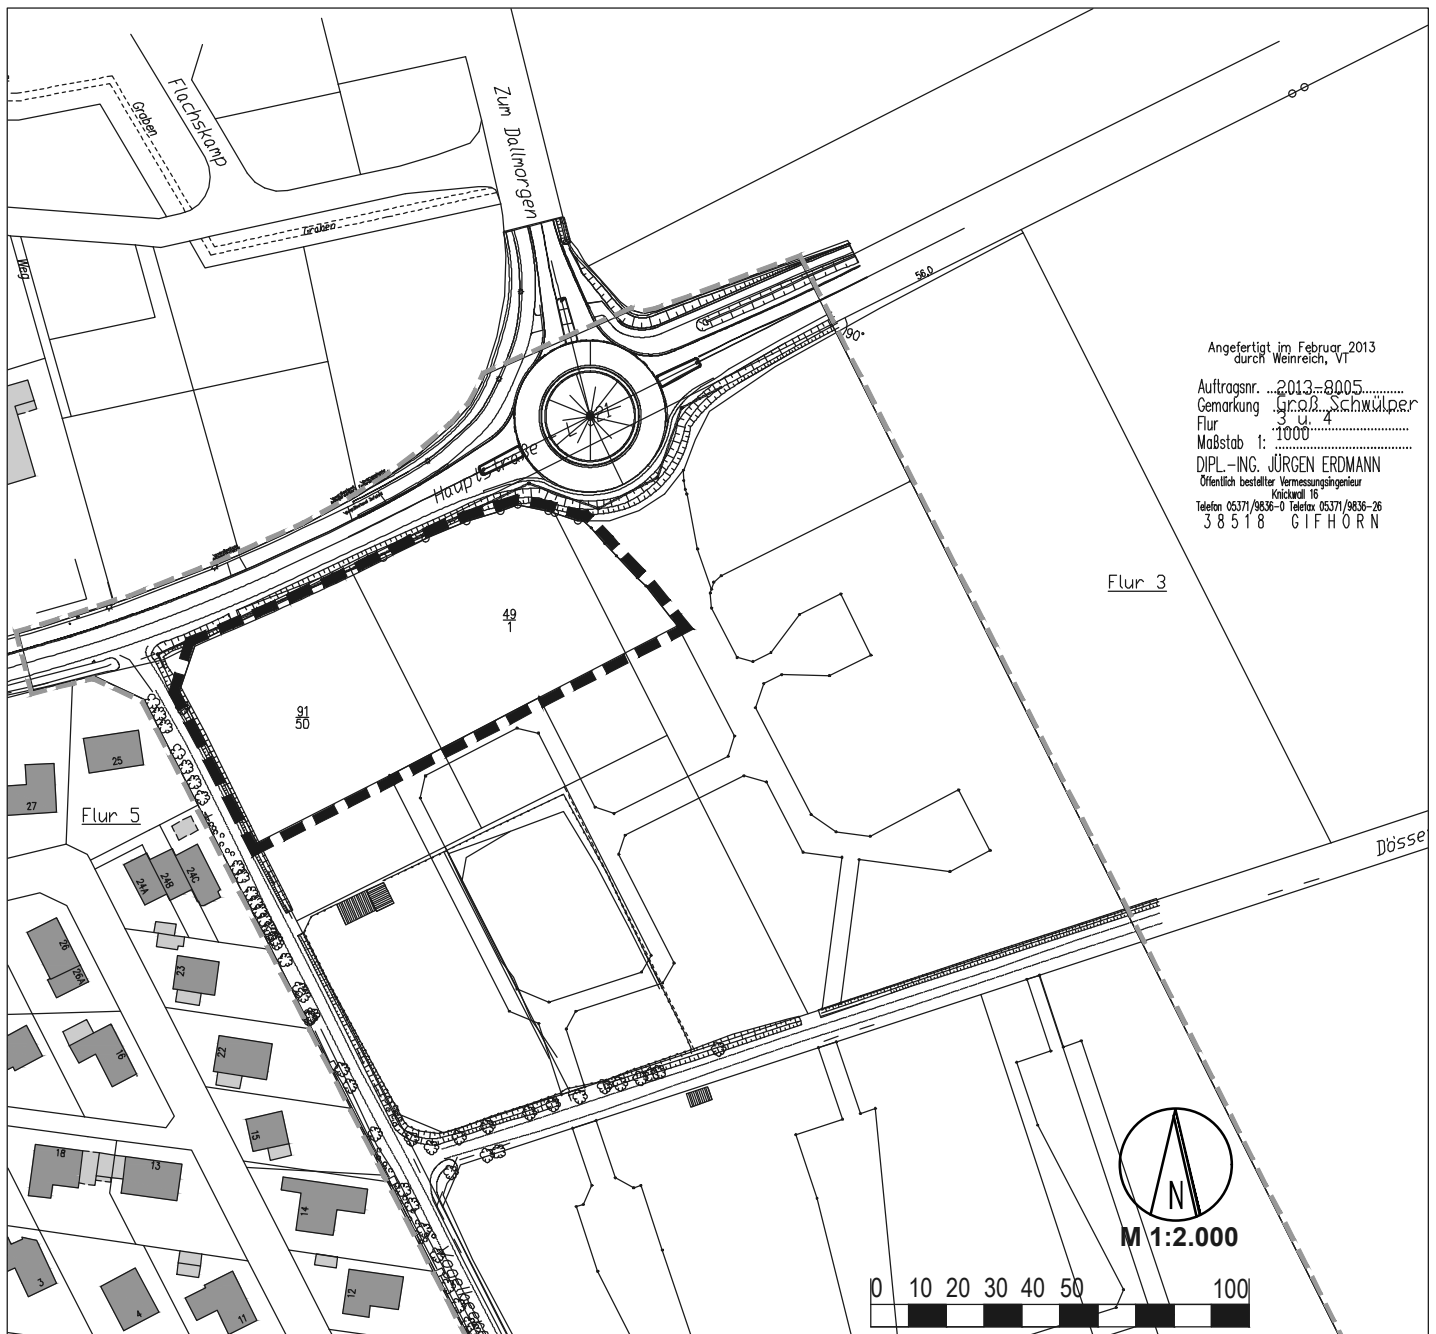 Flachskamp
Graben
Zum Dallmorgen
Graben
Weg
56.0
90°
Angefertigt im Februar 2013
durch Weinreich, VT
Auftragsnr. 2013-8005
Gemarkung Groß Schwülper
Flur 3 u. 4
Maßstab 1: 1000
DIPL.-ING. JÜRGEN ERDMANN
Öffentlich bestellter Vermessungsingenieur
Knickwall 16
Telefon 05371/9836-0 Telefax 05371/9836-26
38518 GIFHORN
Hauptstraße
Flur 3
49
1
91
50
25
27
Flur 5
24A
24B
24C
Dösse
26
26A
23
22
16
15
18
13
14
12
11
4
3
N
M 1:2.000
0 10 20 30 40 50 100